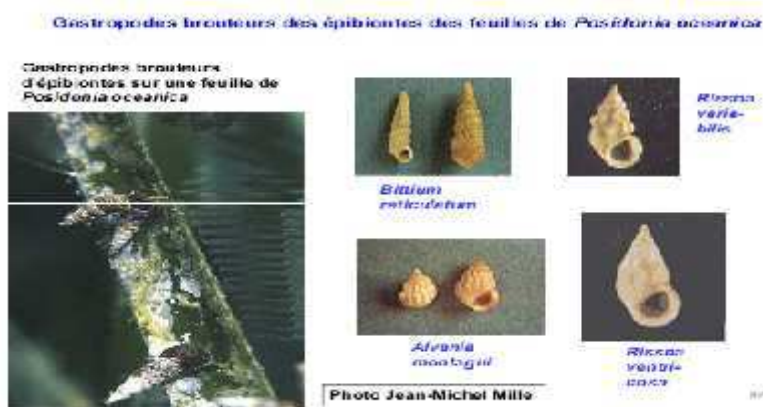 Gastropodes brouteurs des épibiontes des feuilles de Posidonia oceanica
Gastropodes brouteurs
d'épibiontes sur une feuille de
Posidonia oceanica
Bittium
reticulatum
Rissoa
varia-
bilis
Alvania
montagui
Rissoa
ventri-
cosa
Photo Jean-Michel Mille